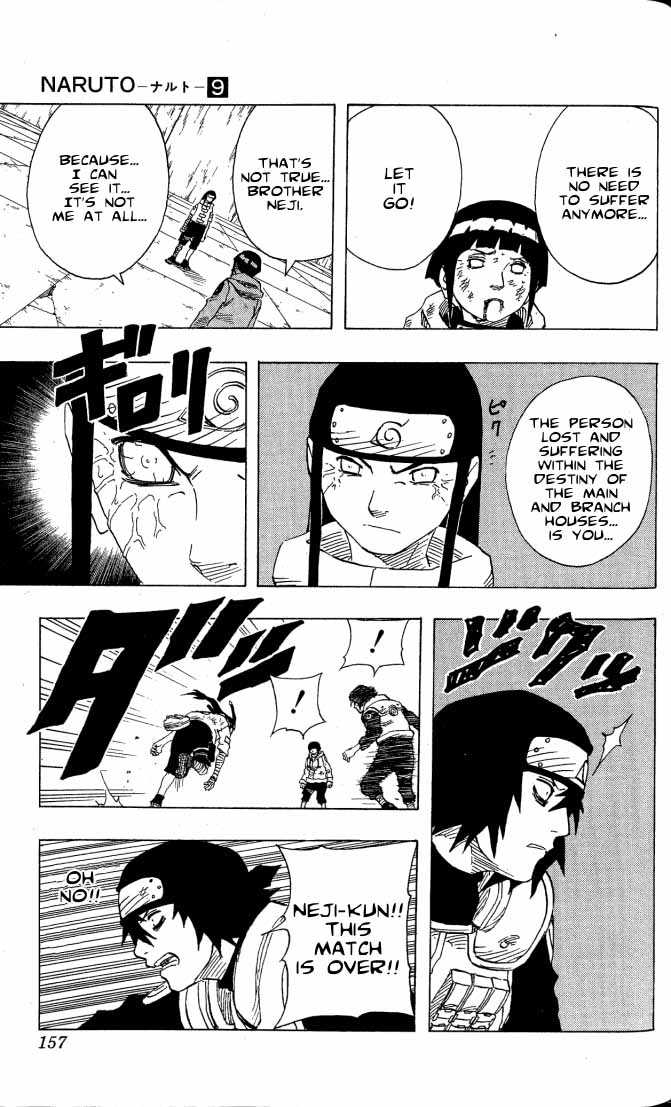 NARUTO —ナルト— 9
THERE IS
NO NEED
TO SUFFER
ANYMORE...
LET
IT
GO!
THAT'S
NOT TRUE...
BROTHER
NEJI.
BECAUSE...
I CAN
SEE IT...
IT'S NOT
ME AT ALL...
THE PERSON
LOST AND
SUFFERING
WITHIN THE
DESTINY OF
THE MAIN
AND BRANCH
HOUSES...
IS YOU...
ピク
ギロリッ
ジクッ
!
!
ダッ
NEJI-KUN!!
THIS
MATCH
IS OVER!!
OH
NO!!
157